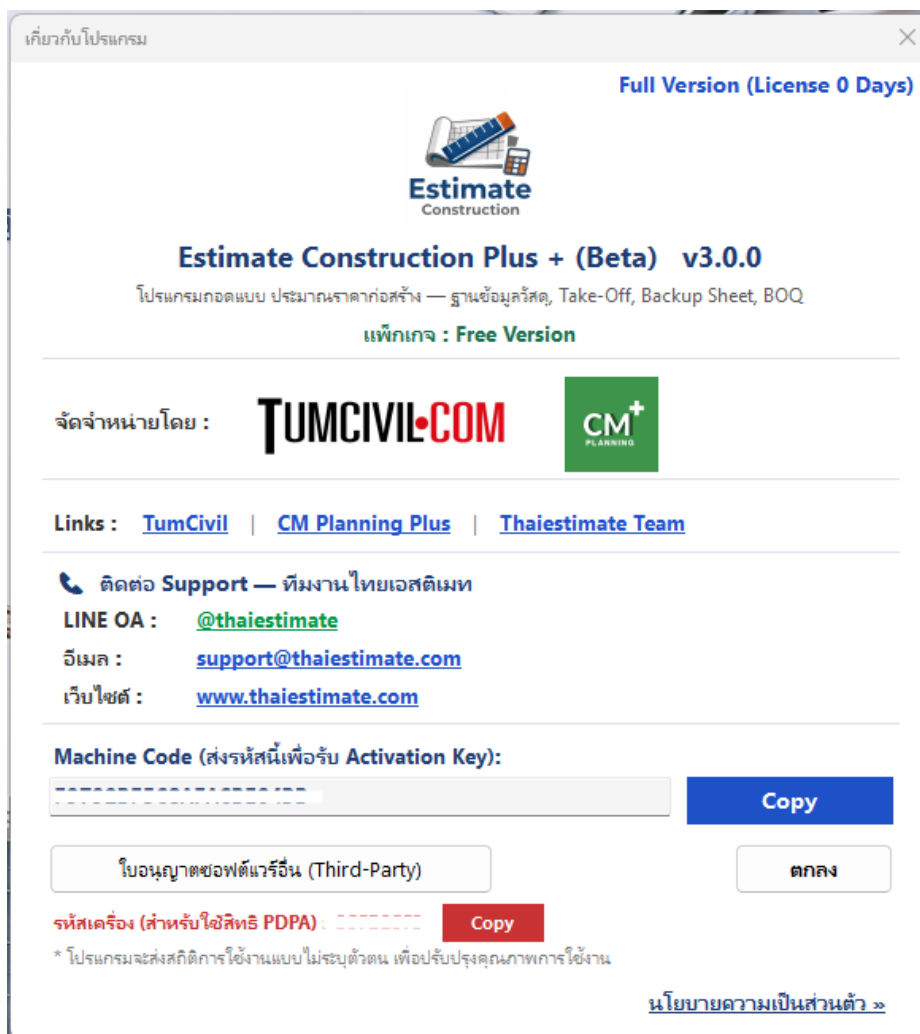 เกี่ยวกับโปรแกรม
Full Version (License 0 Days)
Estimate
Construction
Estimate Construction Plus + (Beta) v3.0.0
โปรแกรมถอดแบบ ประมาณราคาก่อสร้าง — ฐานข้อมูลวัสดุ, Take-Off, Backup Sheet, BOQ
แพ็กเกจ : Free Version
จัดจำหน่ายโดย : TUMCIVIL•COM CM+
PLANNING
Links : TumCivil | CM Planning Plus | Thaiestimate Team
ติดต่อ Support — ทีมงานไทยเอสติเมท
LINE OA : @thaiestimate
อีเมล : support@thaiestimate.com
เว็บไซต์ : www.thaiestimate.com
Machine Code (ส่งรหัสนี้เพื่อรับ Activation Key):
Copy
ใบอนุญาตซอฟต์แวร์อื่น (Third-Party) ตกลง
รหัสเครื่อง (สำหรับใช้สิทธิ PDPA) : Copy
* โปรแกรมจะส่งสถิติการใช้งานแบบไม่ระบุตัวตน เพื่อปรับปรุงคุณภาพการใช้งาน
นโยบายความเป็นส่วนตัว »